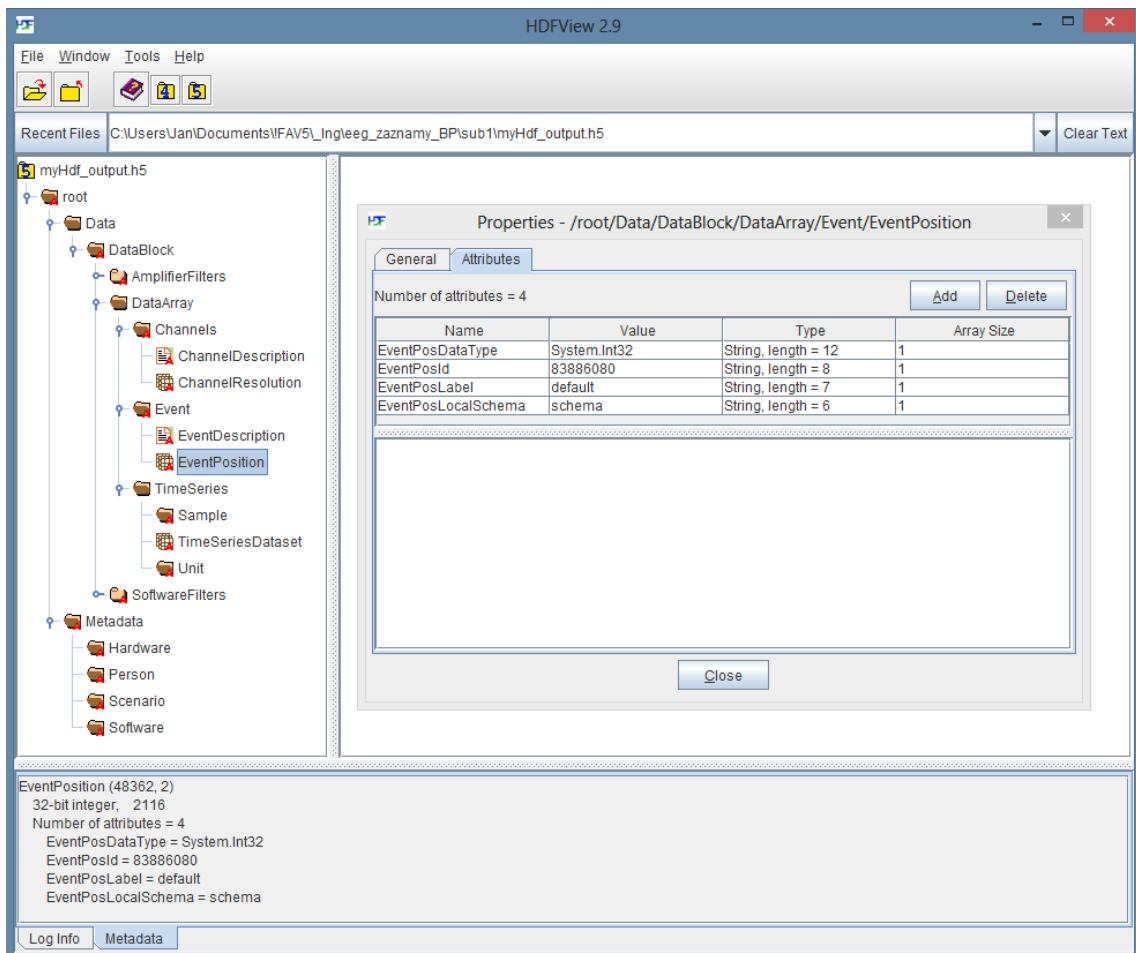 HDFView 2.9
File Window Tools Help
Recent Files C:\Users\Jan\Documents\!FAV5\_Ing\eeg_zaznamy_BP\sub1\myHdf_output.h5 Clear Text
myHdf_output.h5
root
Data
DataBlock
AmplifierFilters
DataArray
Channels
ChannelDescription
ChannelResolution
Event
EventDescription
EventPosition
TimeSeries
Sample
TimeSeriesDataset
Unit
SoftwareFilters
Metadata
Hardware
Person
Scenario
Software
HDF Properties - /root/Data/DataBlock/DataArray/Event/EventPosition
General Attributes
Number of attributes = 4 Add Delete
Name Value Type Array Size
EventPosDataType System.Int32 String, length = 12 1
EventPosId 83886080 String, length = 8 1
EventPosLabel default String, length = 7 1
EventPosLocalSchema schema String, length = 6 1
Close
EventPosition (48362, 2)
32-bit integer, 2116
Number of attributes = 4
EventPosDataType = System.Int32
EventPosId = 83886080
EventPosLabel = default
EventPosLocalSchema = schema
Log Info Metadata